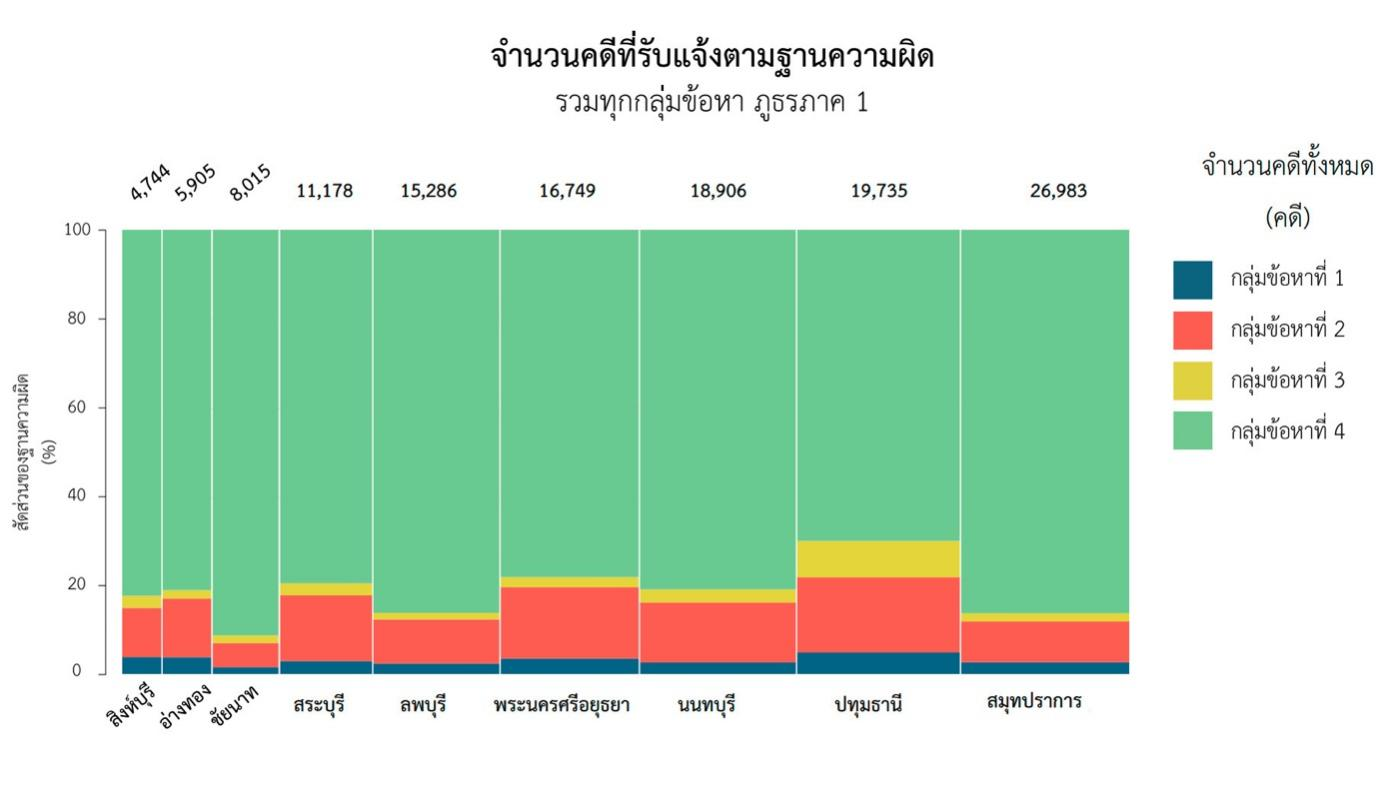 จำนวนคดีที่รับแจ้งตามฐานความผิด
รวมทุกกลุ่มข้อหา ภูธรภาค 1
4,744 5,905 8,015 11,178 15,286 16,749 18,906 19,735 26,983
จำนวนคดีทั้งหมด
(คดี)
กลุ่มข้อหาที่ 1
กลุ่มข้อหาที่ 2
กลุ่มข้อหาที่ 3
กลุ่มข้อหาที่ 4
100
80
60
40
20
0
สัดส่วนของฐานความผิด
(%)
สิงห์บุรี อ่างทอง ชัยนาท สระบุรี ลพบุรี พระนครศรีอยุธยา นนทบุรี ปทุมธานี สมุทปราการ